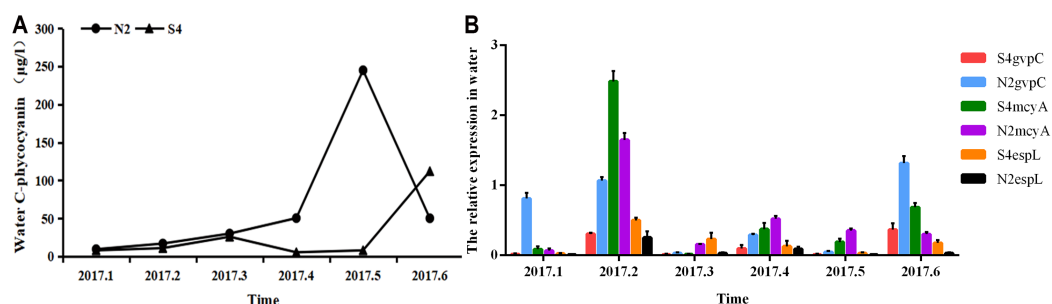 A
N2 S4
Water C-phycocyanin （µg/l）
300
250
200
150
100
50
0
2017.1 2017.2 2017.3 2017.4 2017.5 2017.6
Time
B
The relative expression in water
3
2
1
0
2017.1 2017.2 2017.3 2017.4 2017.5 2017.6
Time
S4gvpC
N2gvpC
S4mcyA
N2mcyA
S4espL
N2espL